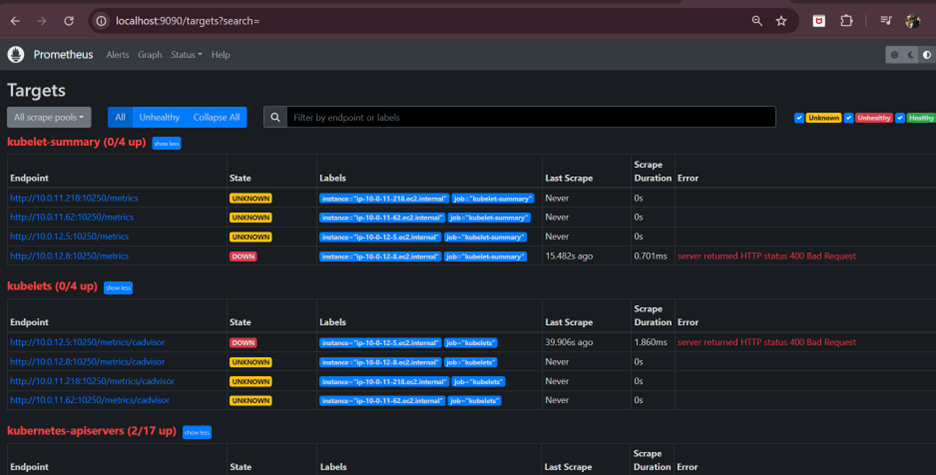 localhost:9090/targets?search=
Prometheus Alerts Graph Status Help
Targets
All scrape pools All Unhealthy Collapse All Filter by endpoint or labels Unknown Unhealthy Healthy
kubelet-summary (0/4 up) show less
Endpoint State Labels Last Scrape Scrape Duration Error
http://10.0.11.218:10250/metrics UNKNOWN instance="ip-10-0-11-218.ec2.internal" job="kubelet-summary" Never 0s
http://10.0.11.62:10250/metrics UNKNOWN instance="ip-10-0-11-62.ec2.internal" job="kubelet-summary" Never 0s
http://10.0.12.5:10250/metrics UNKNOWN instance="ip-10-0-12-5.ec2.internal" job="kubelet-summary" Never 0s
http://10.0.12.8:10250/metrics DOWN instance="ip-10-0-12-8.ec2.internal" job="kubelet-summary" 15.482s ago 0.701ms server returned HTTP status 400 Bad Request
kubelets (0/4 up) show less
Endpoint State Labels Last Scrape Scrape Duration Error
http://10.0.12.5:10250/metrics/cadvisor DOWN instance="ip-10-0-12-5.ec2.internal" job="kubelets" 39.906s ago 1.860ms server returned HTTP status 400 Bad Request
http://10.0.12.8:10250/metrics/cadvisor UNKNOWN instance="ip-10-0-12-8.ec2.internal" job="kubelets" Never 0s
http://10.0.11.218:10250/metrics/cadvisor UNKNOWN instance="ip-10-0-11-218.ec2.internal" job="kubelets" Never 0s
http://10.0.11.62:10250/metrics/cadvisor UNKNOWN instance="ip-10-0-11-62.ec2.internal" job="kubelets" Never 0s
kubernetes-apiservers (2/17 up) show less
Endpoint State Labels Last Scrape Scrape Duration Error